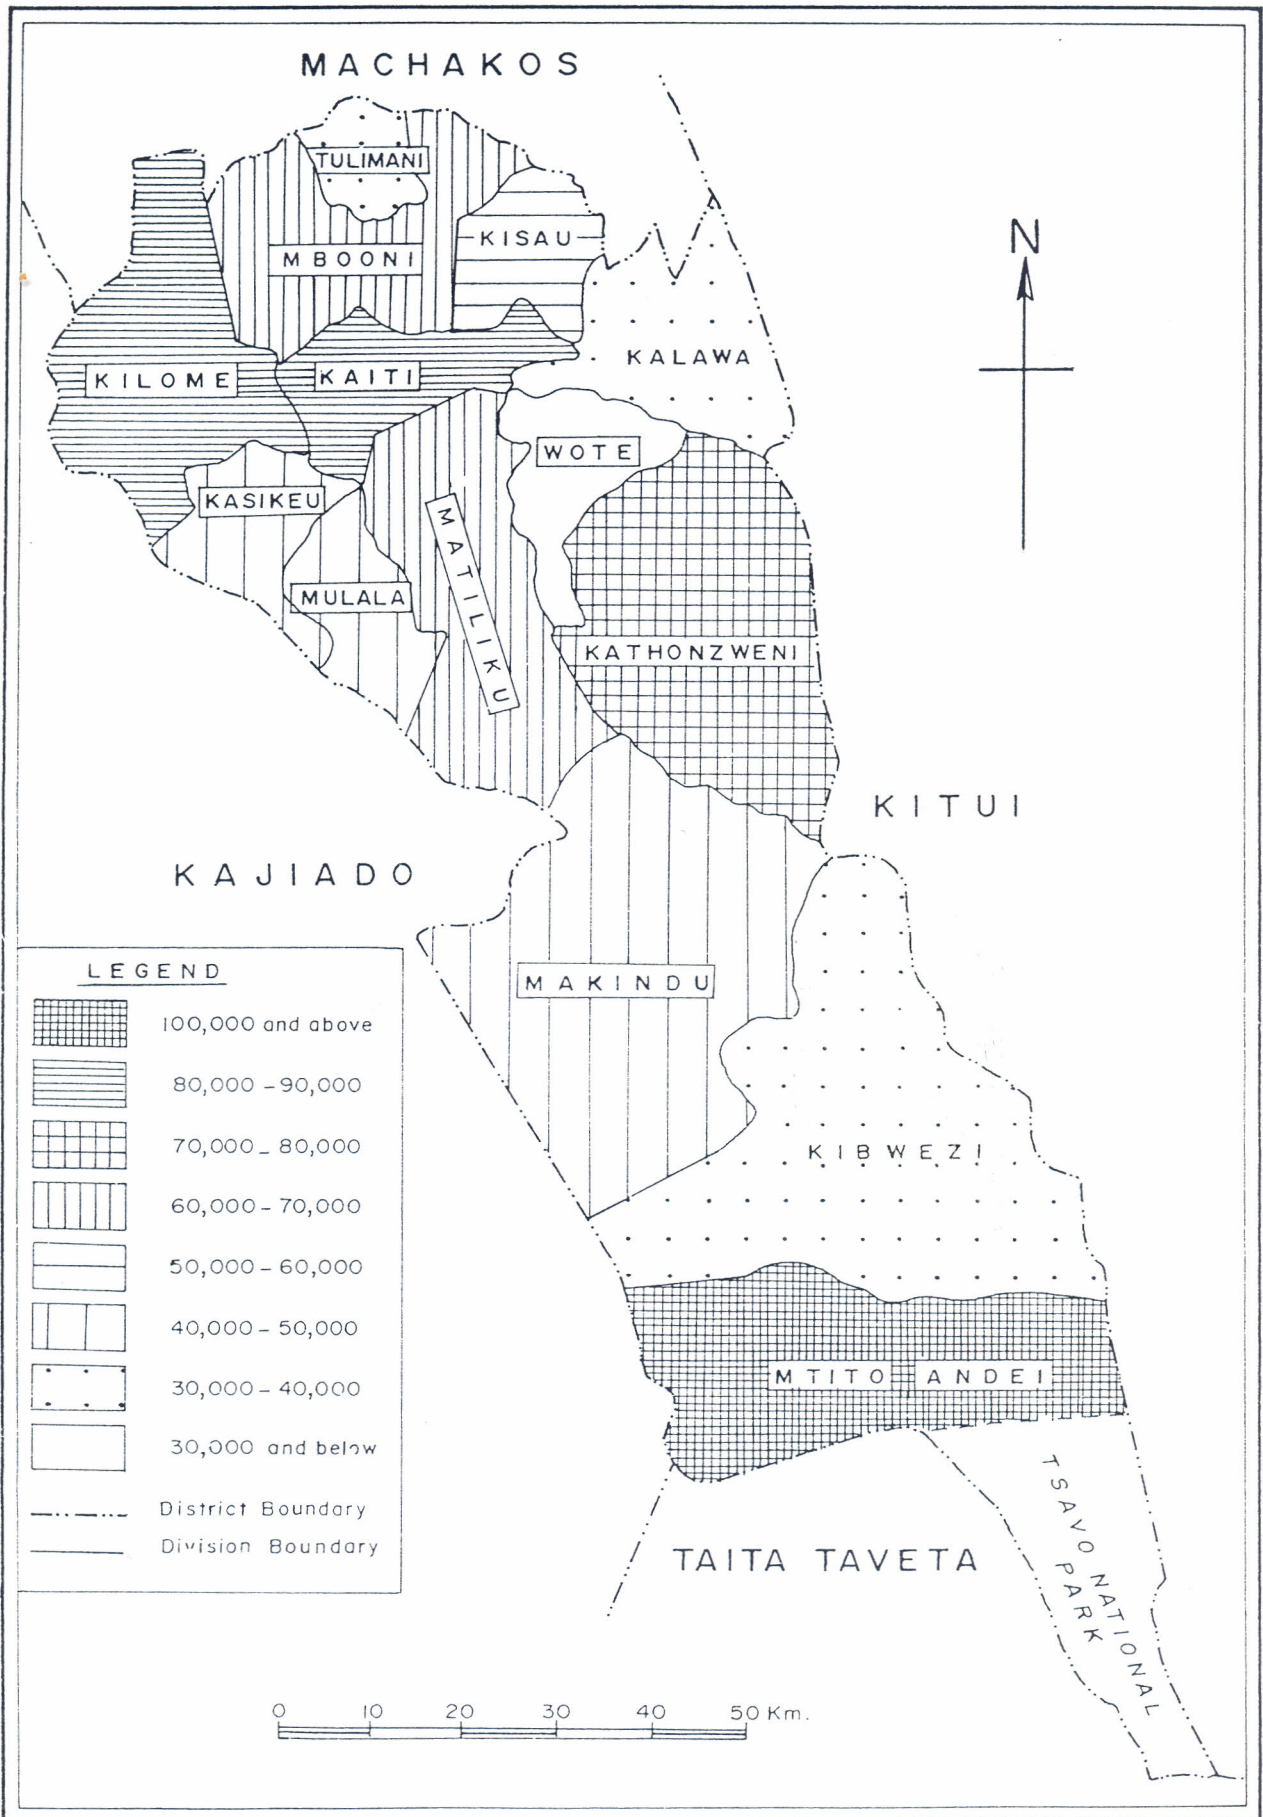 MACHAKOS
TULIMANI
KISAU
MBOONI
N
KALAWA
KILOME
KAITI
WOTE
KASIKEU
MATILIKU
MULALA
KATHONZWENI
KITUI
KAJIADO
MAKINDU
LEGEND
100,000 and above
80,000 - 90,000
70,000 - 80,000
60,000 - 70,000
50,000 - 60,000
40,000 - 50,000
30,000 - 40,000
30,000 and below
District Boundary
Division Boundary
KIBWEZI
MTITO ANDEI
TSAVO NATIONAL
PARK
TAITA TAVETA
0 10 20 30 40 50 Km.